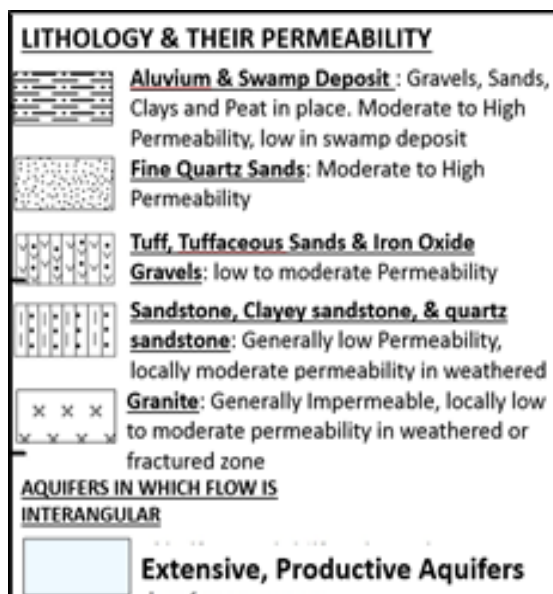 LITHOLOGY & THEIR PERMEABILITY
Aluvium & Swamp Deposit : Gravels, Sands,
Clays and Peat in place. Moderate to High
Permeability, low in swamp deposit
Fine Quartz Sands: Moderate to High
Permeability
Tuff, Tuffaceous Sands & Iron Oxide
Gravels: low to moderate Permeability
Sandstone, Clayey sandstone, & quartz
sandstone: Generally low Permeability,
locally moderate permeability in weathered
Granite: Generally Impermeable, locally low
to moderate permeability in weathered or
fractured zone
AQUIFERS IN WHICH FLOW IS
INTERANGULAR
Extensive, Productive Aquifers